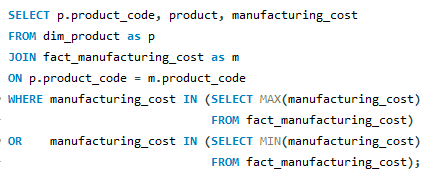 SELECT p.product_code, product, manufacturing_cost
FROM dim_product as p
JOIN fact_manufacturing_cost as m
ON p.product_code = m.product_code
WHERE manufacturing_cost IN (SELECT MAX(manufacturing_cost)
FROM fact_manufacturing_cost)
OR manufacturing_cost IN (SELECT MIN(manufacturing_cost)
FROM fact_manufacturing_cost);